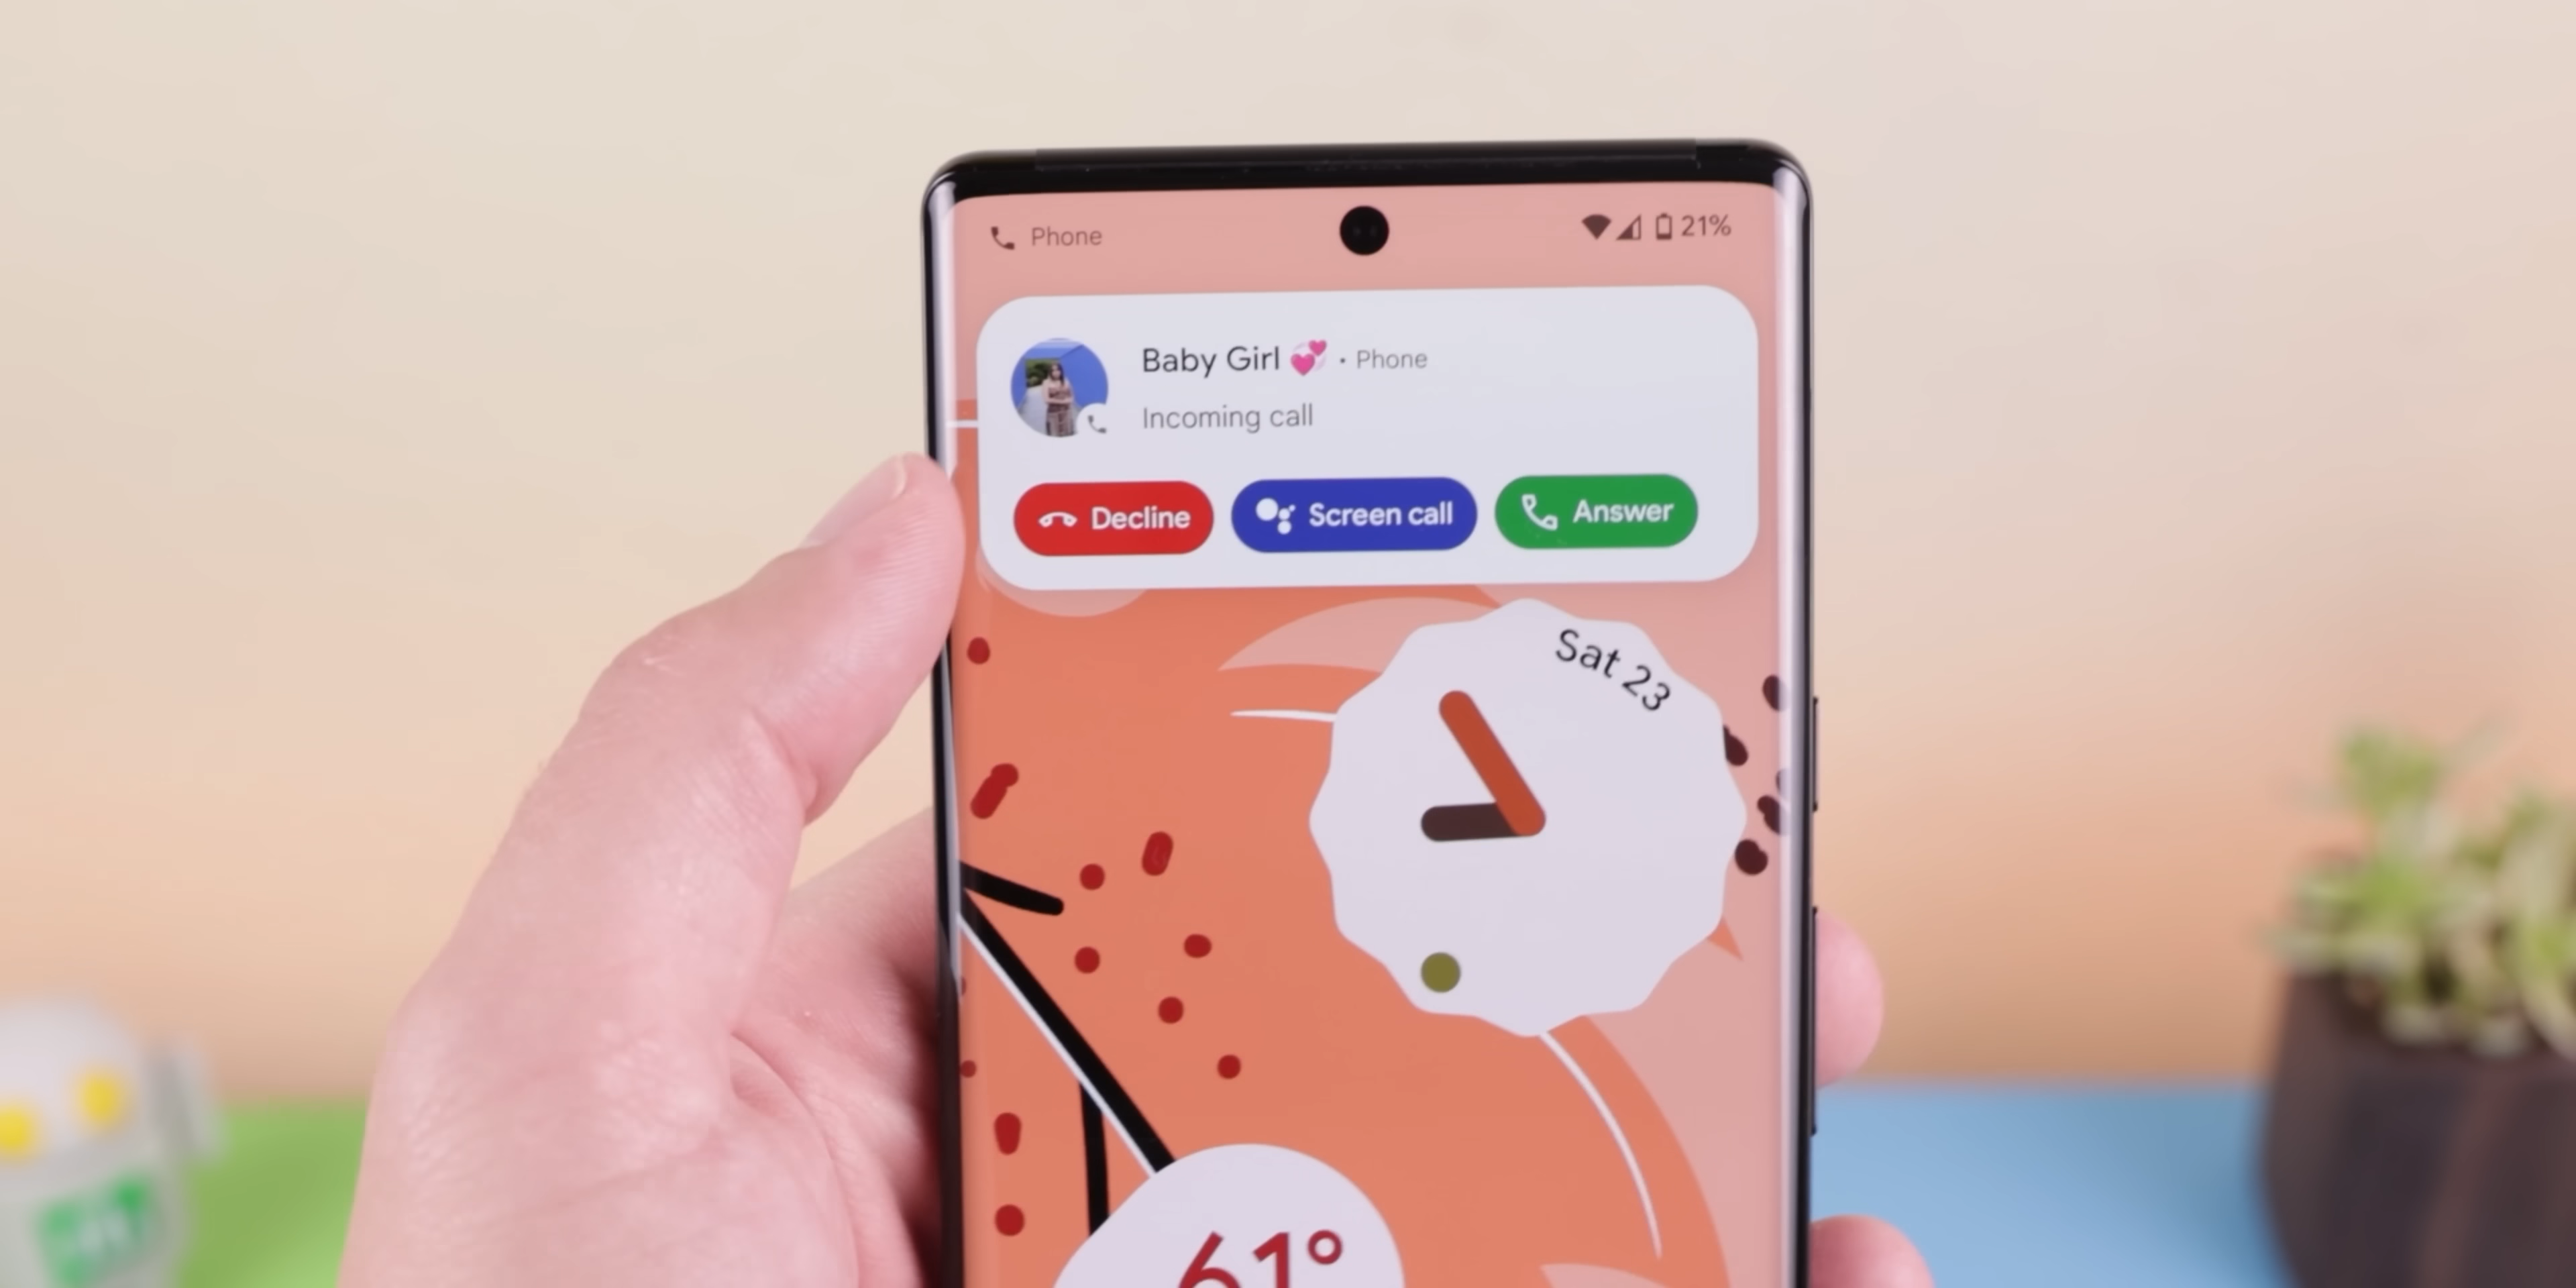 Phone
21%
Baby Girl 💞 • Phone
Incoming call
Decline
Screen call
Answer
Sat 23
61°